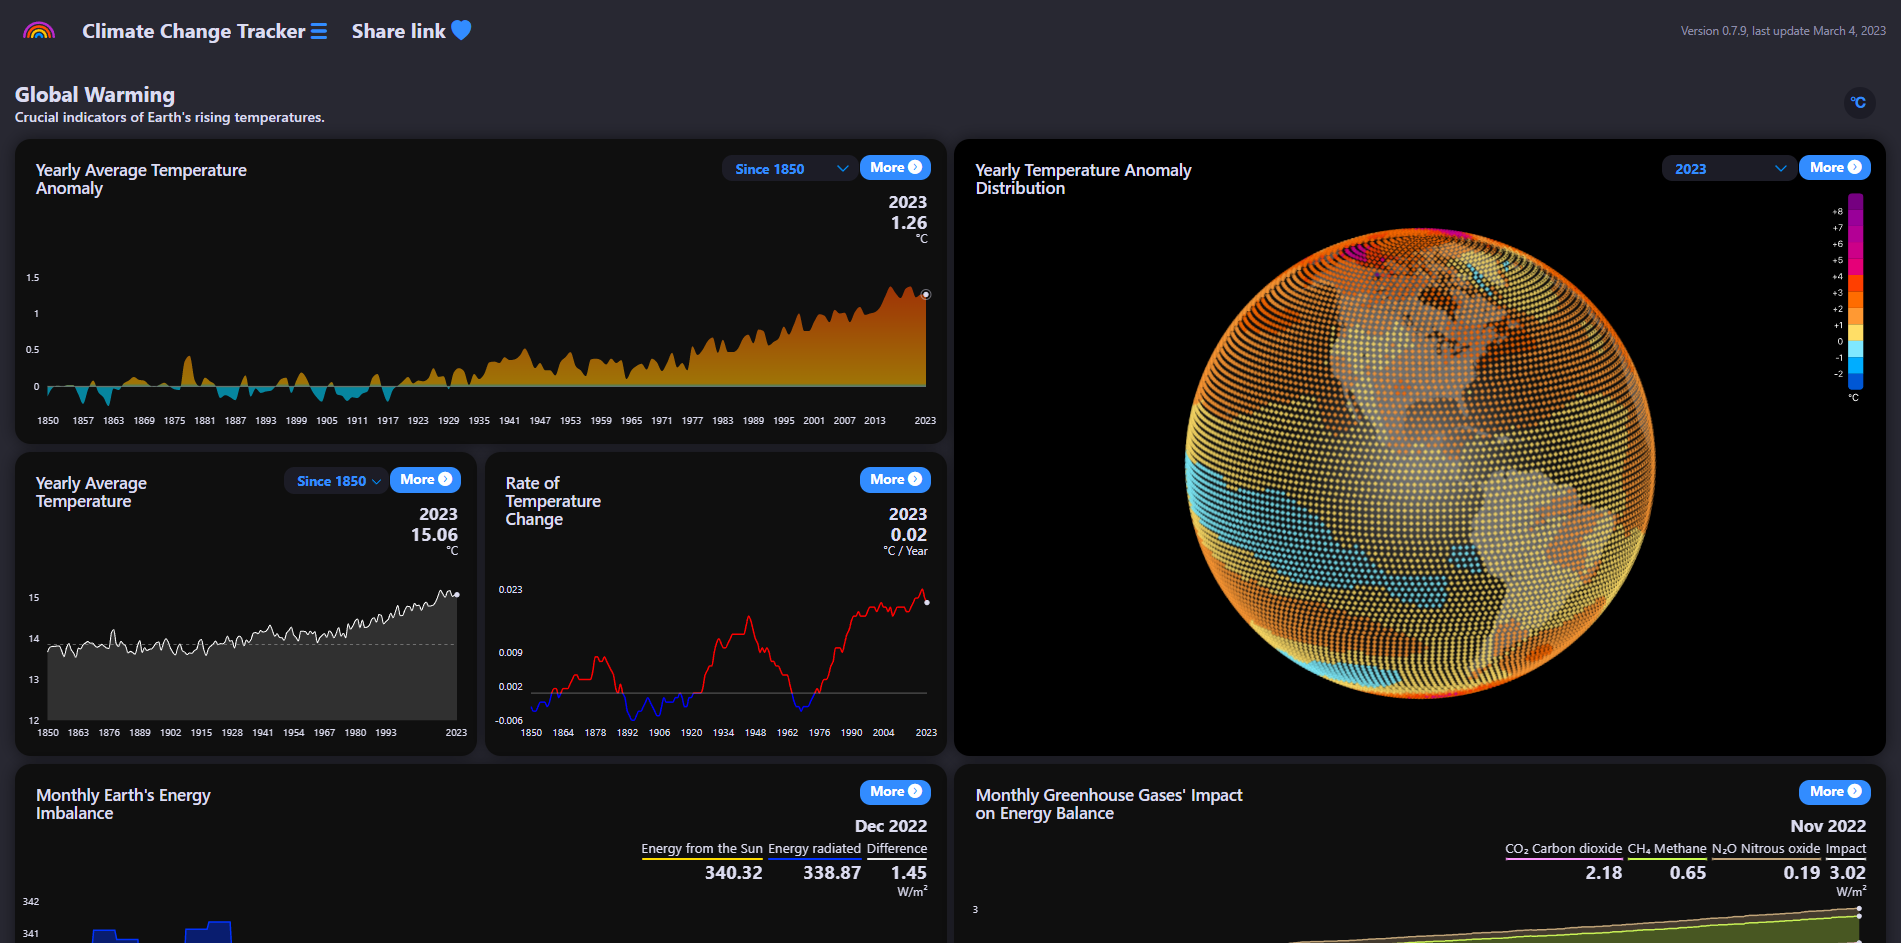 Climate Change Tracker
Share link
Version 0.7.9, last update March 4, 2023
Global Warming
Crucial indicators of Earth's rising temperatures.
°C
Yearly Average Temperature
Anomaly
Since 1850
More
2023
1.26
°C
1.5
1
0.5
0
1850 1857 1863 1869 1875 1881 1887 1893 1899 1905 1911 1917 1923 1929 1935 1941 1947 1953 1959 1965 1971 1977 1983 1989 1995 2001 2007 2013 2023
Yearly Temperature Anomaly
Distribution
2023
More
+8
+7
+6
+5
+4
+3
+2
+1
0
-1
-2
°C
Yearly Average
Temperature
Since 1850
More
2023
15.06
°C
15
14
13
12
1850 1863 1876 1889 1902 1915 1928 1941 1954 1967 1980 1993 2023
Rate of
Temperature
Change
More
2023
0.02
°C / Year
0.023
0.009
0.002
-0.006
1850 1864 1878 1892 1906 1920 1934 1948 1962 1976 1990 2004 2023
Monthly Earth's Energy
Imbalance
More
Dec 2022
Energy from the Sun Energy radiated Difference
340.32 338.87 1.45
W/m²
342
341
Monthly Greenhouse Gases' Impact
on Energy Balance
More
Nov 2022
CO₂ Carbon dioxide CH₄ Methane N₂O Nitrous oxide Impact
2.18 0.65 0.19 3.02
W/m²
3